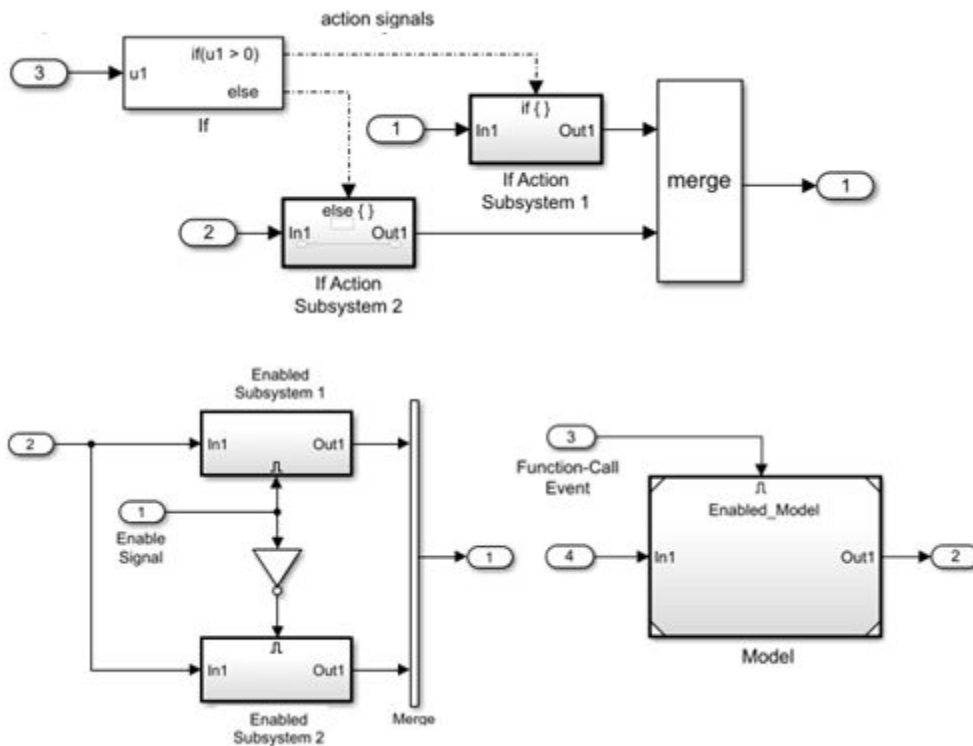 action signals
3
u1
if(u1 > 0)
else
If
1
if { }
In1
Out1
If Action
Subsystem 1
merge
1
2
else { }
In1
Out1
If Action
Subsystem 2
Enabled
Subsystem 1
2
In1
Out1
1
Enable
Signal
1
In1
Out1
Enabled
Subsystem 2
Merge
3
Function-Call
Event
Enabled_Model
4
In1
Out1
2
Model